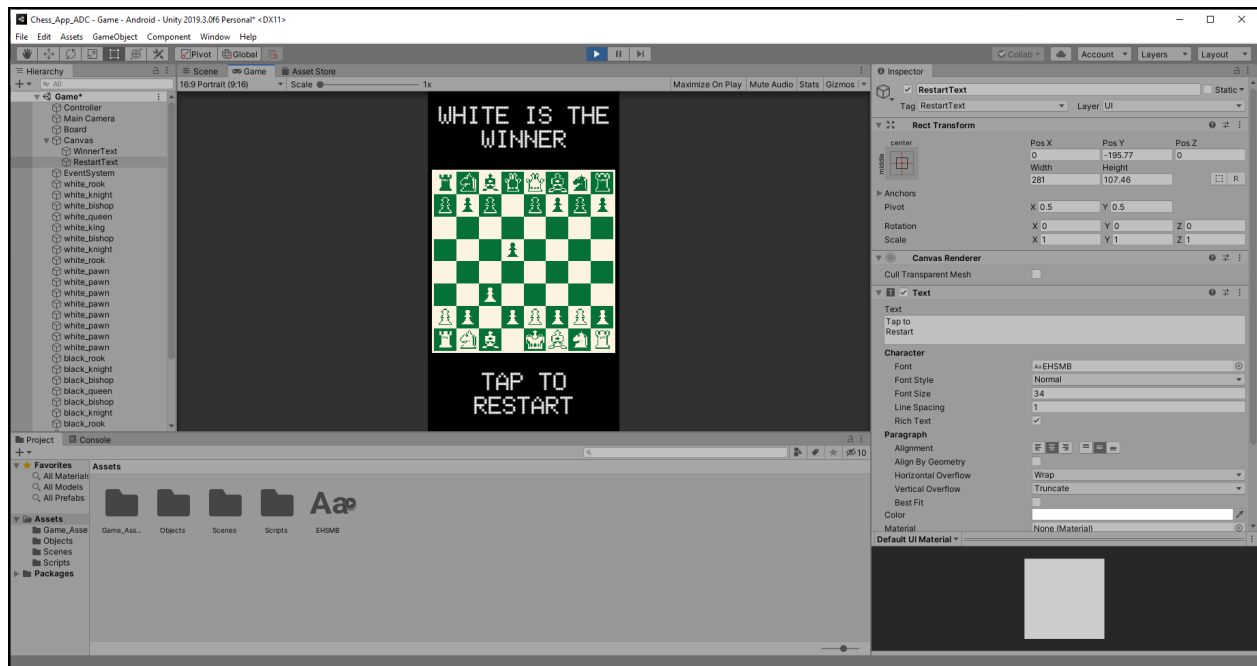 Chess_App_ADC - Game - Android - Unity 2019.3.0f6 Personal* <DX11>
File Edit Assets GameObject Component Window Help
Pivot Global Collab Account Layers Layout
Hierarchy
All
Game*
Controller
Main Camera
Board
Canvas
WinnerText
RestartText
EventSystem
white_rook
white_knight
white_bishop
white_queen
white_king
white_bishop
white_knight
white_rook
white_pawn
white_pawn
white_pawn
white_pawn
white_pawn
white_pawn
white_pawn
white_pawn
black_rook
black_knight
black_bishop
black_queen
black_bishop
black_knight
black_rook
Scene Game Asset Store
16:9 Portrait (9:16) Scale 1x Maximize On Play Mute Audio Stats Gizmos
WHITE IS THE
WINNER
TAP TO
RESTART
Inspector
RestartText Static
Tag RestartText Layer UI
Rect Transform
center Pos X Pos Y Pos Z
middle 0 -195.77 0
Width Height
281 107.46 R
Anchors
Pivot X 0.5 Y 0.5
Rotation X 0 Y 0 Z 0
Scale X 1 Y 1 Z 1
Canvas Renderer
Cull Transparent Mesh
Text
Text
Tap to
Restart
Character
Font EHSMB
Font Style Normal
Font Size 34
Line Spacing 1
Rich Text
Paragraph
Alignment
Align By Geometry
Horizontal Overflow Wrap
Vertical Overflow Truncate
Best Fit
Color
Material None (Material)
Default UI Material
Project Console
10
Favorites
All Materials
All Models
All Prefabs
Assets
Game_Asse
Objects
Scenes
Scripts
Packages
Assets
Aa
Game_Ass... Objects Scenes Scripts EHSMB